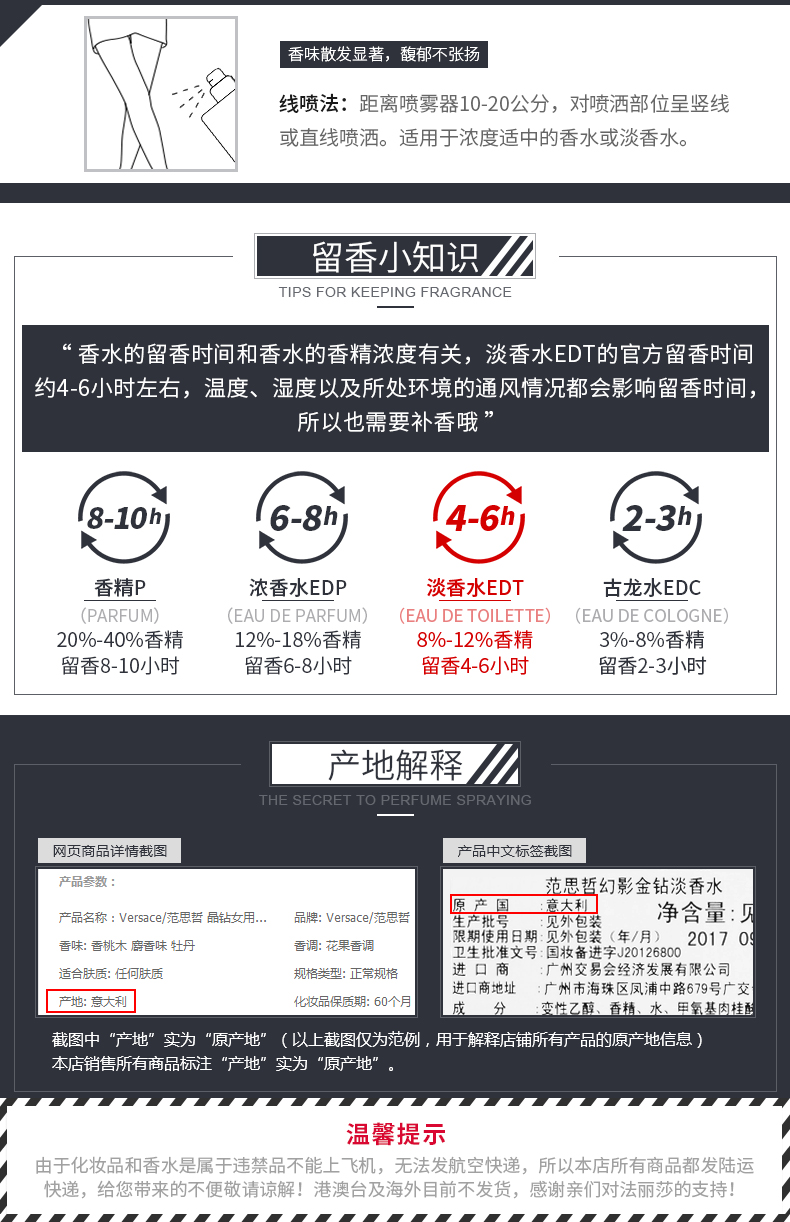 香味散发显著，馥郁不张扬
线喷法：距离喷雾器10-20公分，对喷洒部位呈竖线
或直线喷洒。适用于浓度适中的香水或淡香水。
留香小知识
TIPS FOR KEEPING FRAGRANCE
“ 香水的留香时间和香水的香精浓度有关，淡香水EDT的官方留香时间
约4-6小时左右，温度、湿度以及所处环境的通风情况都会影响留香时间，
所以也需要补香哦 ”
8-10h
6-8h
4-6h
2-3h
香精P
浓香水EDP
淡香水EDT
古龙水EDC
（PARFUM）
（EAU DE PARFUM）
（EAU DE TOILETTE）
（EAU DE COLOGNE）
20%-40%香精
12%-18%香精
8%-12%香精
3%-8%香精
留香8-10小时
留香6-8小时
留香4-6小时
留香2-3小时
产地解释
THE SECRET TO PERFUME SPRAYING
网页商品详情截图
产品参数：
产品名称：Versace/范思哲 晶钻女用...
品牌: Versace/范思哲
香味: 香桃木 麝香味 牡丹
香调: 花果香调
适合肤质: 任何肤质
规格类型: 正常规格
产地: 意大利
化妆品保质期: 60个月
产品中文标签截图
范思哲幻影金钻淡香水
原 产 国 ：意大利
净含量：见
生产批号 ：见外包装
限期使用日期：见外包装（年/月） 2017 09
卫生批准文号：国妆备进字J20126800
进 口 商 ：广州交易会经济发展有限公司
进口商地址 ：广州市海珠区凤浦中路679号广交
成 分 ：变性乙醇、香精、水、甲氧基肉桂酸
截图中“产地”实为“原产地”（以上截图仅为范例，用于解释店铺所有产品的原产地信息）
本店销售所有商品标注“产地”实为“原产地”。
温馨提示
由于化妆品和香水是属于违禁品不能上飞机，无法发航空快递，所以本店所有商品都发陆运
快递，给您带来的不便敬请谅解！港澳台及海外目前不发货，感谢亲们对法丽莎的支持！